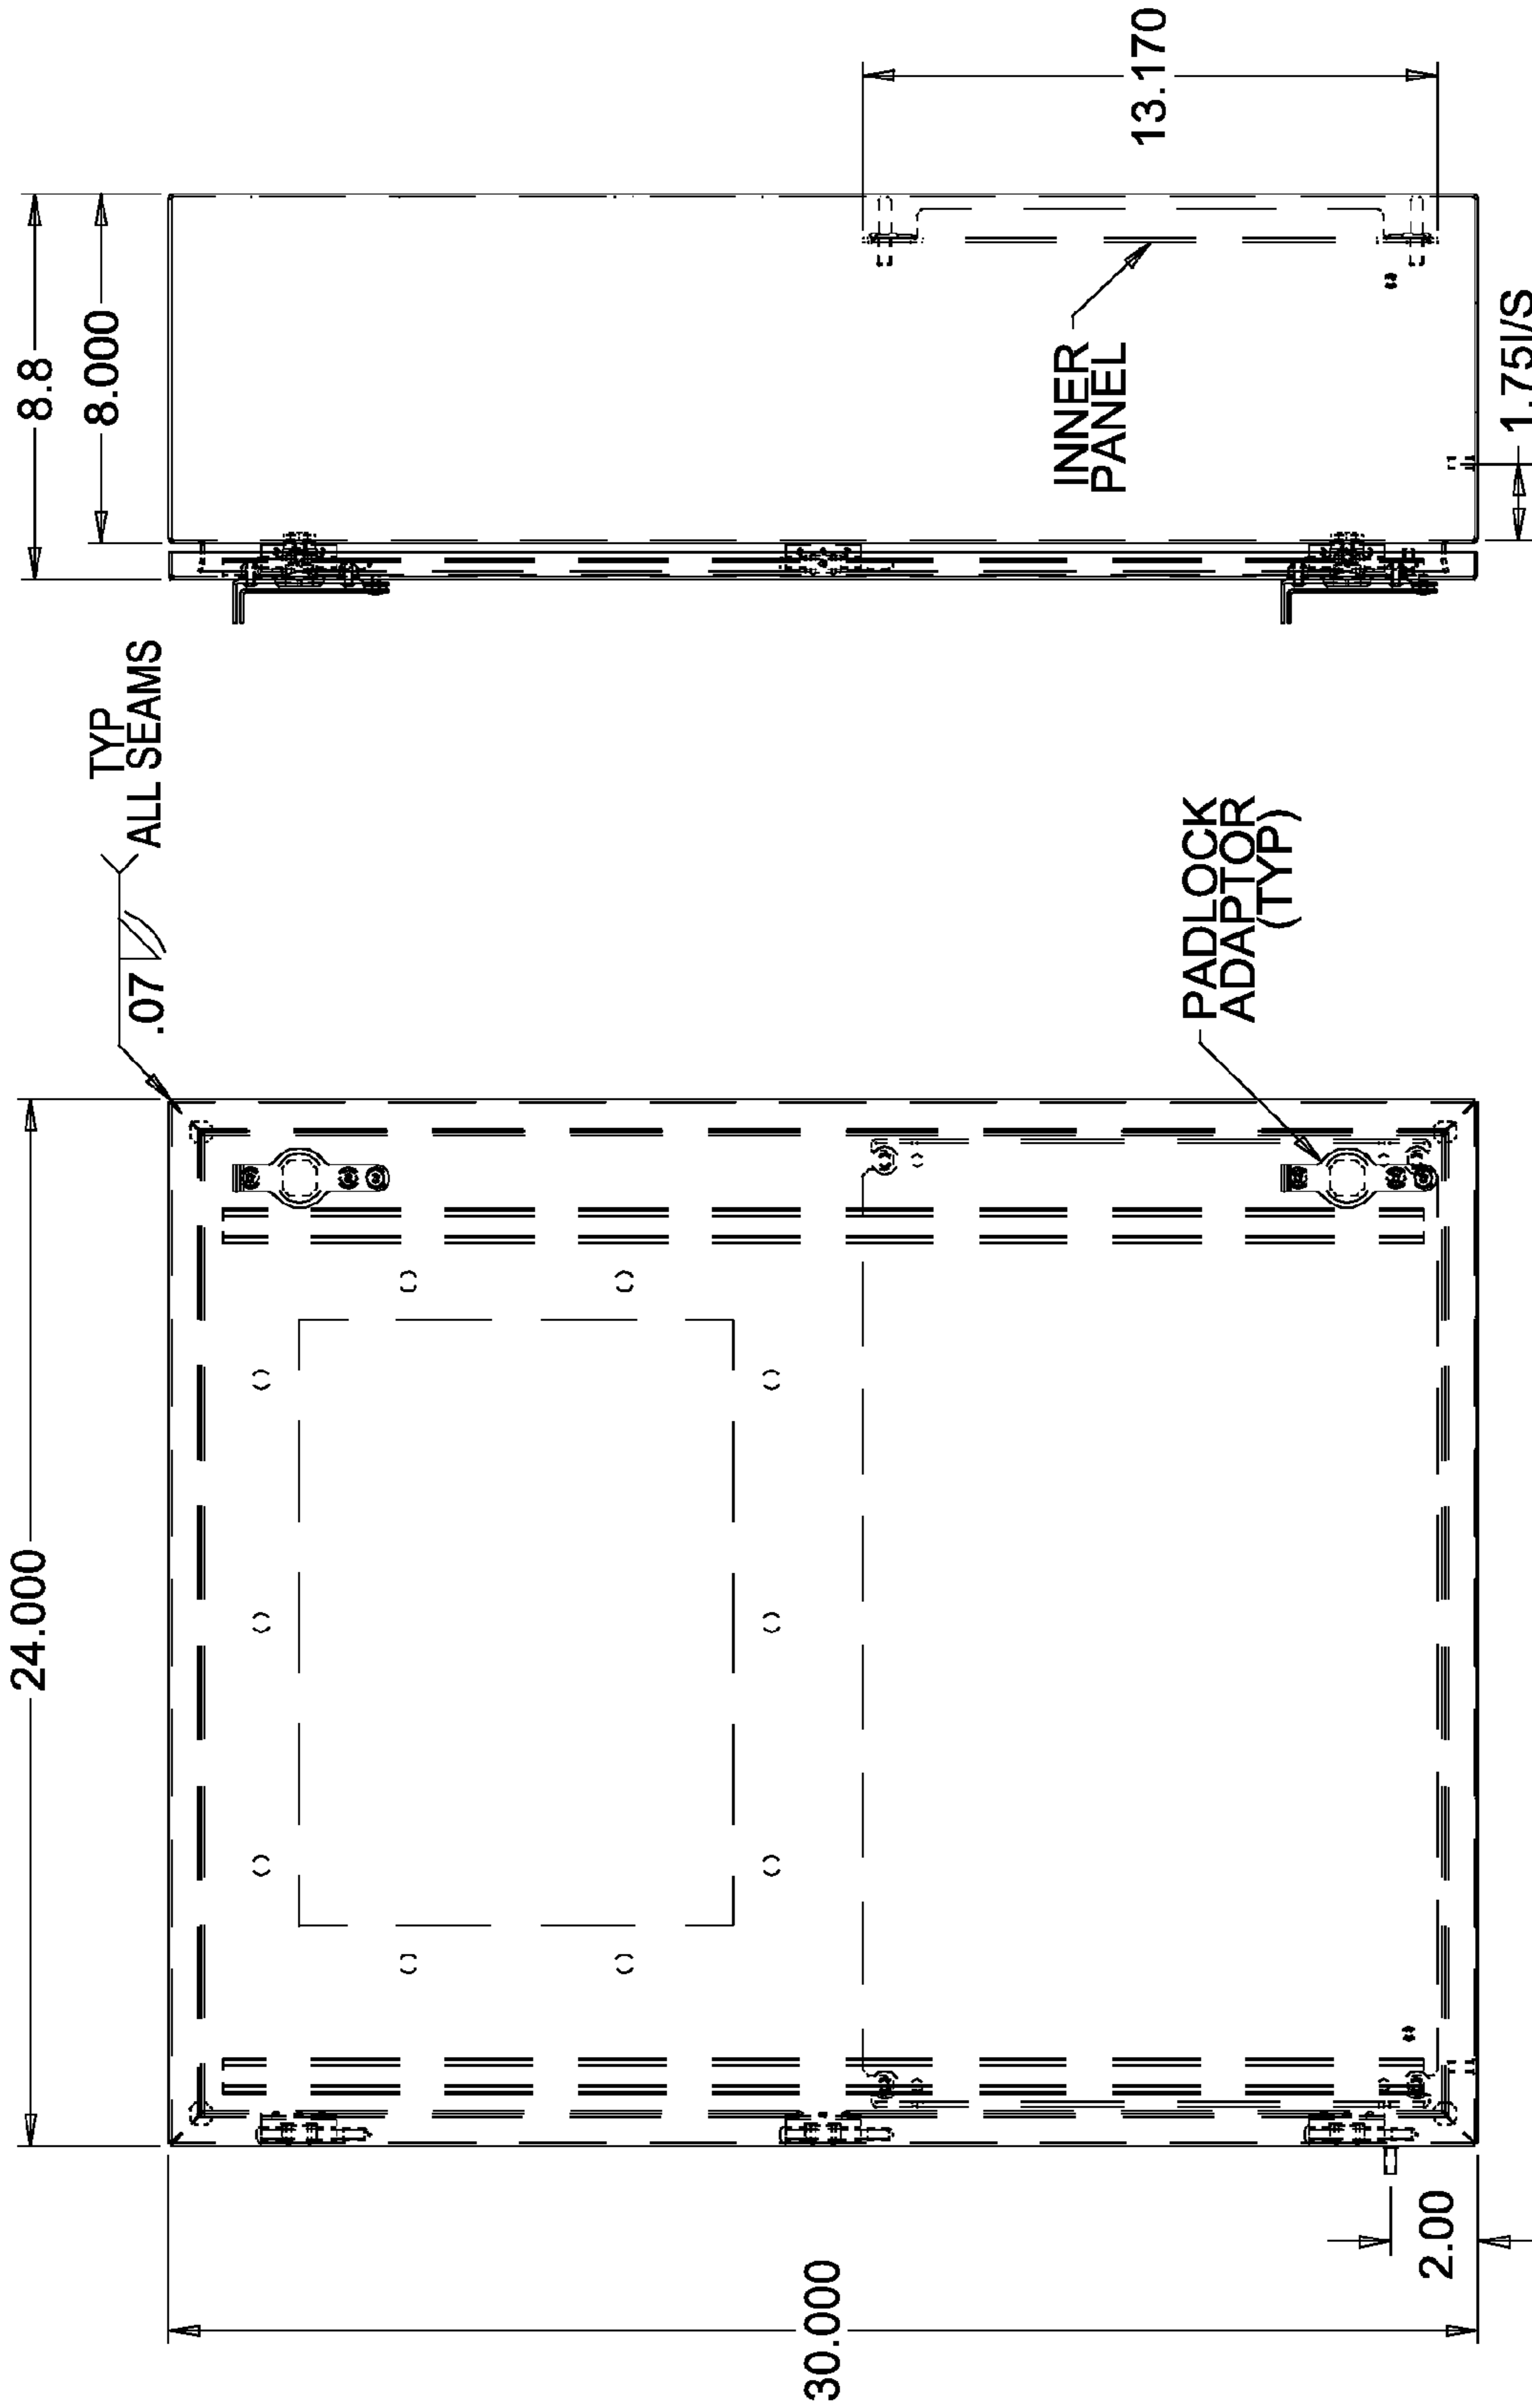 8.8
8.000
13.170
INNER
PANEL
1.75I/S
TYP
ALL SEAMS
.07
24.000
PADLOCK
ADAPTOR
(TYP)
30.000
2.00